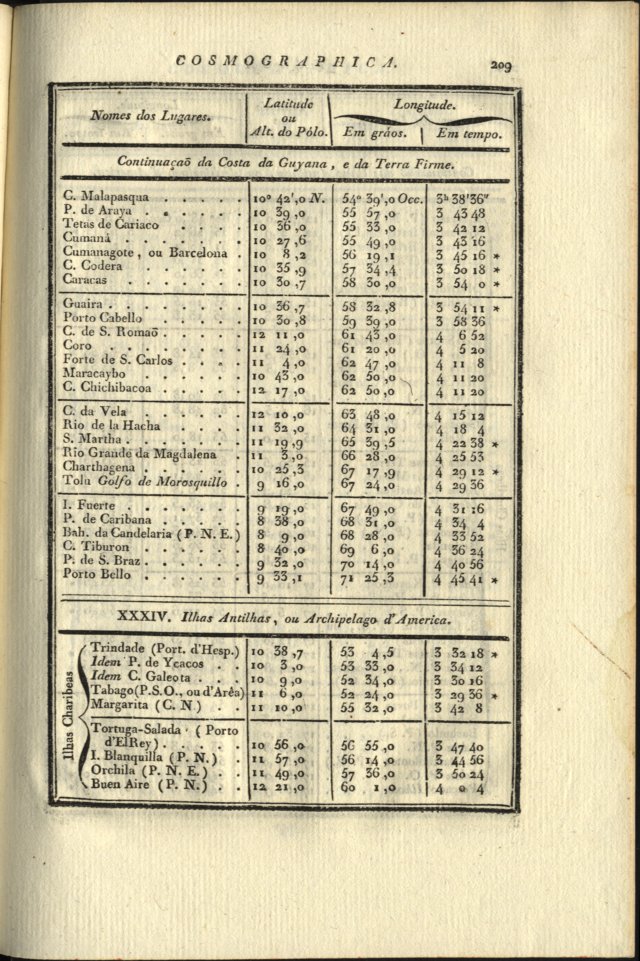 COSMOGRAPHICA. 209
Nomes dos Lugares. Latitude ou Alt. do Pólo. Longitude.
Em gráos. Em tempo.
Continuaçaõ da Costa da Guyana, e da Terra Firme.
C. Malapasqua . . . . . 10° 42',0 N. 54° 39',0 Occ. 3h 38'36"
P. de Araya . . . . . . 10 39,0 55 57,0 3 43 48
Tetas de Cariaco . . . . 10 36,0 55 33,0 3 42 12
Cumaná . . . . . . . 10 27,6 55 49,0 3 43 16
Cumanagote, ou Barcelona . 10 8,2 56 19,1 3 45 16 *
C. Codera . . . . . . 10 35,9 57 34,4 3 50 18 *
Caracas . . . . . . . 10 30,7 58 30,0 3 54 0 *
Guaira . . . . . . . . 10 36,7 58 32,8 3 54 11 *
Porto Cabello . . . . . 10 30,8 59 39,0 3 58 36
C. de S. Romaõ . . . . . 12 11,0 61 43,0 4 6 52
Coro . . . . . . . . 11 24,0 61 20,0 4 5 20
Forte de S. Carlos . . . . 11 4,0 62 47,0 4 11 8
Maracaybo . . . . . . 10 43,0 62 50,0 4 11 20
C. Chichibacoa . . . . . 12 17,0 62 50,0 4 11 20
C. da Vela . . . . . . 12 10,0 63 48,0 4 15 12
Rio de la Hacha . . . . 11 32,0 64 31,0 4 18 4
S. Martha . . . . . . . 11 19,9 65 39,5 4 22 38 *
Rio Grande da Magdalena . 11 3,0 66 28,0 4 25 53
Charthagena . . . . . . 10 25,3 67 17,9 4 29 12 *
Tolu Golfo de Morosquillo . 9 16,0 67 24,0 4 29 36
I. Fuerte . . . . . . . 9 19,0 67 49,0 4 31 16
P. de Caribana . . . . . 8 38,0 68 31,0 4 34 4
Bah. da Candelaria (P. N. E.) 8 9,0 68 28,0 4 33 52
C. Tiburon . . . . . . 8 40,0 69 6,0 4 36 24
P. de S. Braz . . . . . . 9 32,0 70 14,0 4 40 56
Porto Bello . . . . . . 9 33,1 71 25,3 4 45 41 *
XXXIV. Ilhas Antilhas, ou Archipelago d'America.
Ilhas Charibeas
Trindade (Port. d'Hesp.) 10 38,7 53 4,5 3 32 18 *
Idem P. de Ycacos . . 10 3,0 53 33,0 3 34 12
Idem C. Galeota . . . 10 9,0 52 34,0 3 30 16
Tabago (P.S.O., ou d'Arêa) 11 6,0 52 24,0 3 29 36 *
Margarita (C. N.) . . 11 10,0 55 32,0 3 42 8
Tortuga-Salada . (Porto
d'ElRey) . . . . . 10 56,0 56 55,0 3 47 40
I. Blanquilla (P. N.) . 11 57,0 56 14,0 3 44 56
Orchila (P. N. E.) . . 11 49,0 57 36,0 3 50 24
Buen Aire (P. N.) . . 12 21,0 60 1,0 4 0 4